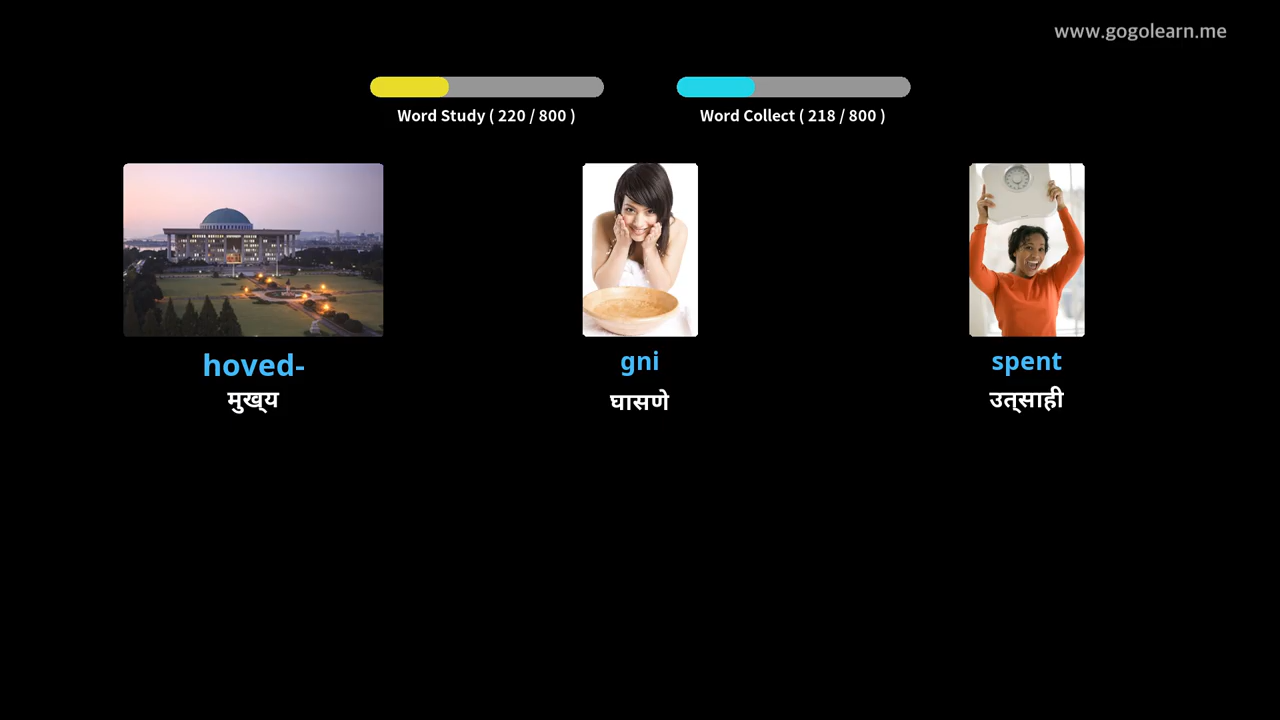 www.gogolearn.me
Word Study ( 220 / 800 )
Word Collect ( 218 / 800 )
hoved-
मुख्य
gni
घासणे
spent
उत्साही